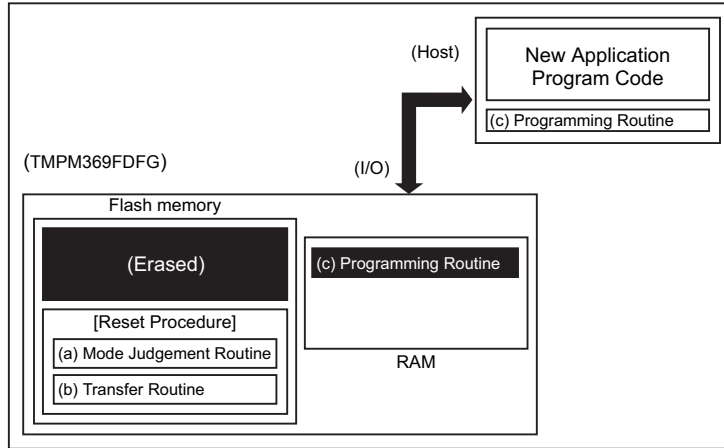 (Host)
New Application
Program Code
(c) Programming Routine
(TMPM369FDFG)
(I/O)
Flash memory
(Erased)
(c) Programming Routine
[Reset Procedure]
(a) Mode Judgement Routine
(b) Transfer Routine
RAM